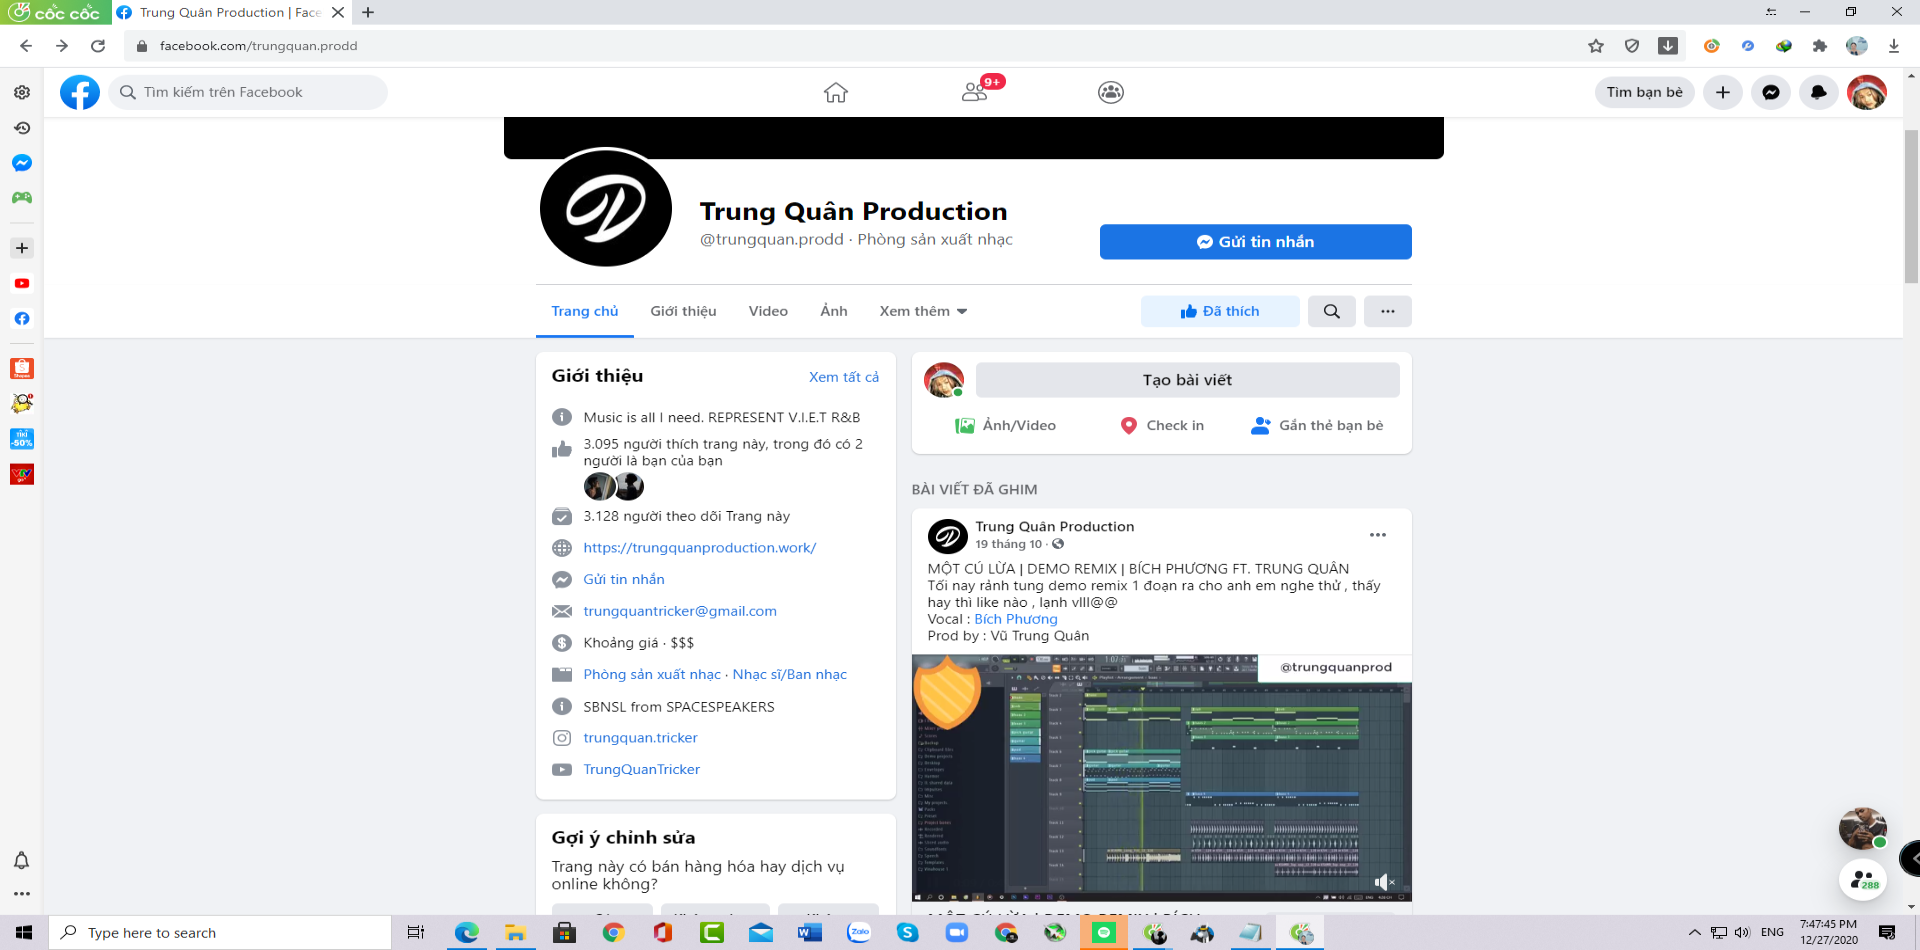 cốc cốc
Trung Quân Production | Face
facebook.com/trungquan.prodd
Tìm kiếm trên Facebook
9+
Tìm bạn bè
Trung Quân Production
@trungquan.prodd · Phòng sản xuất nhạc
Gửi tin nhắn
Trang chủ
Giới thiệu
Video
Ảnh
Xem thêm
Đã thích
Giới thiệu
Xem tất cả
Music is all I need. REPRESENT V.I.E.T R&B
3.095 người thích trang này, trong đó có 2
người là bạn của bạn
3.128 người theo dõi Trang này
https://trungquanproduction.work/
Gửi tin nhắn
trungquantricker@gmail.com
Khoảng giá · $$$
Phòng sản xuất nhạc · Nhạc sĩ/Ban nhạc
SBNSL from SPACESPEAKERS
trungquan.tricker
TrungQuanTricker
Gợi ý chỉnh sửa
Trang này có bán hàng hóa hay dịch vụ
online không?
Tạo bài viết
Ảnh/Video
Check in
Gắn thẻ bạn bè
BÀI VIẾT ĐÃ GHIM
Trung Quân Production
19 tháng 10 ·
MỘT CÚ LỪA | DEMO REMIX | BÍCH PHƯƠNG FT. TRUNG QUÂN
Tối nay rảnh tung demo remix 1 đoạn ra cho anh em nghe thử , thấy
hay thì like nào , lạnh vlll@@
Vocal : Bích Phương
Prod by : Vũ Trung Quân
@trungquanprod
288
Shopee
TIKI
-50%
VTV
Type here to search
Zalo
ENG
7:47:45 PM
12/27/2020